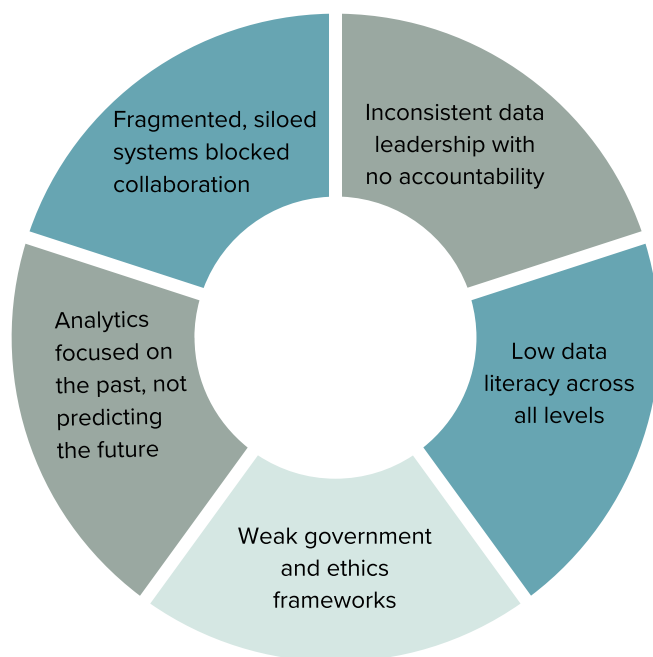 Fragmented, siloed
systems blocked
collaboration
Inconsistent data
leadership with
no accountability
Low data
literacy across
all levels
Weak government
and ethics
frameworks
Analytics
focused on
the past, not
predicting
the future